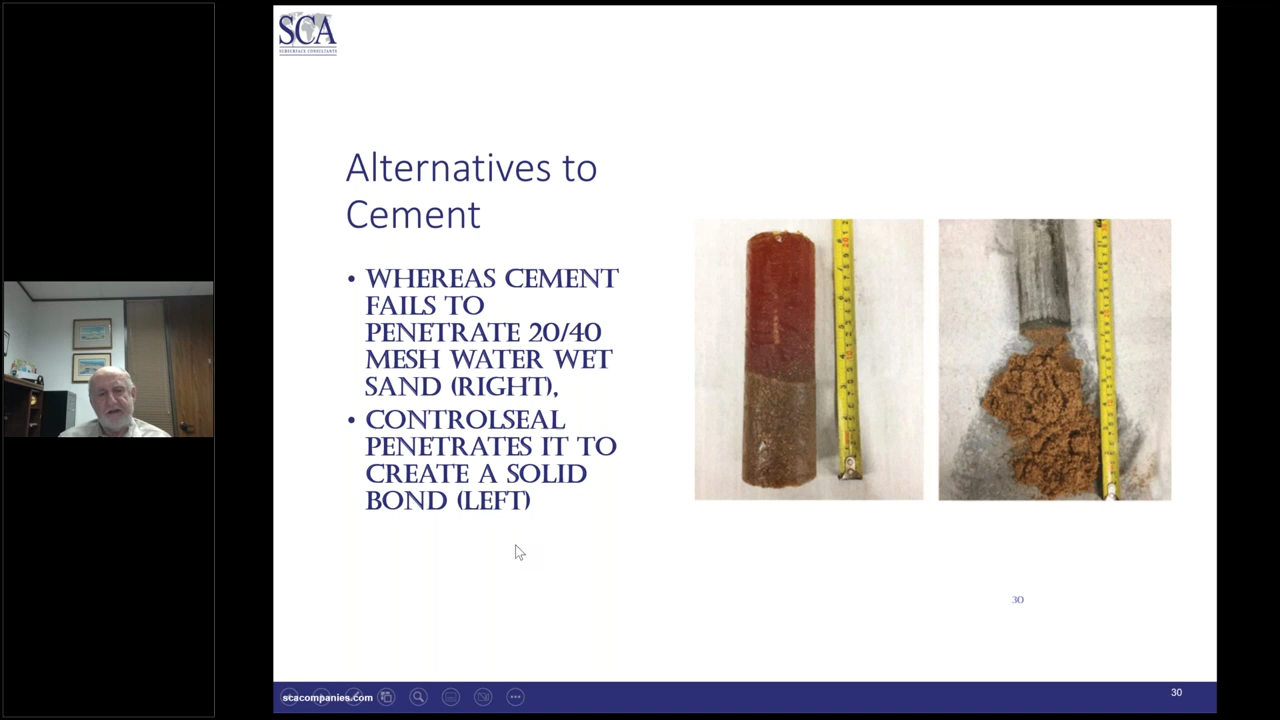 SCA
SUBSURFACE CONSULTANTS
Alternatives to
Cement
• WHEREAS CEMENT
FAILS TO
PENETRATE 20/40
MESH WATER WET
SAND (RIGHT),
• CONTROLSEAL
PENETRATES IT TO
CREATE A SOLID
BOND (LEFT)
30
scacompanies.com
30